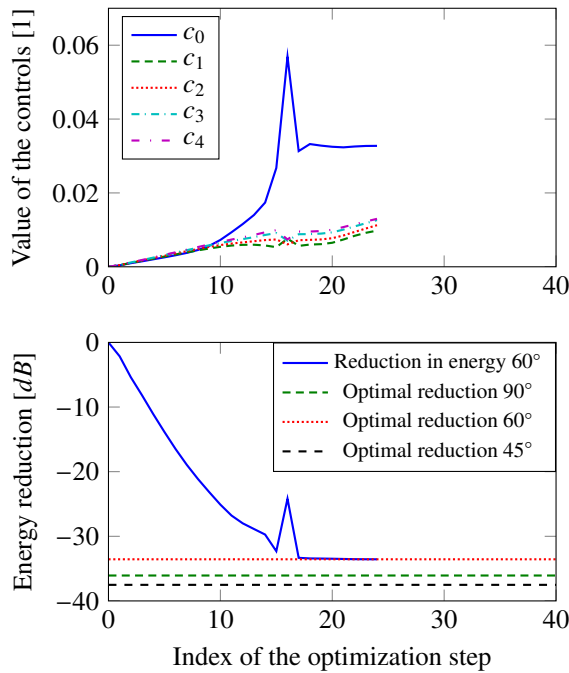 Value of the controls [1]
0.06
0.04
0.02
0
c0
c1
c2
c3
c4
0 10 20 30 40
Energy reduction [dB]
0
−10
−20
−30
−40
Reduction in energy 60°
Optimal reduction 90°
Optimal reduction 60°
Optimal reduction 45°
0 10 20 30 40
Index of the optimization step